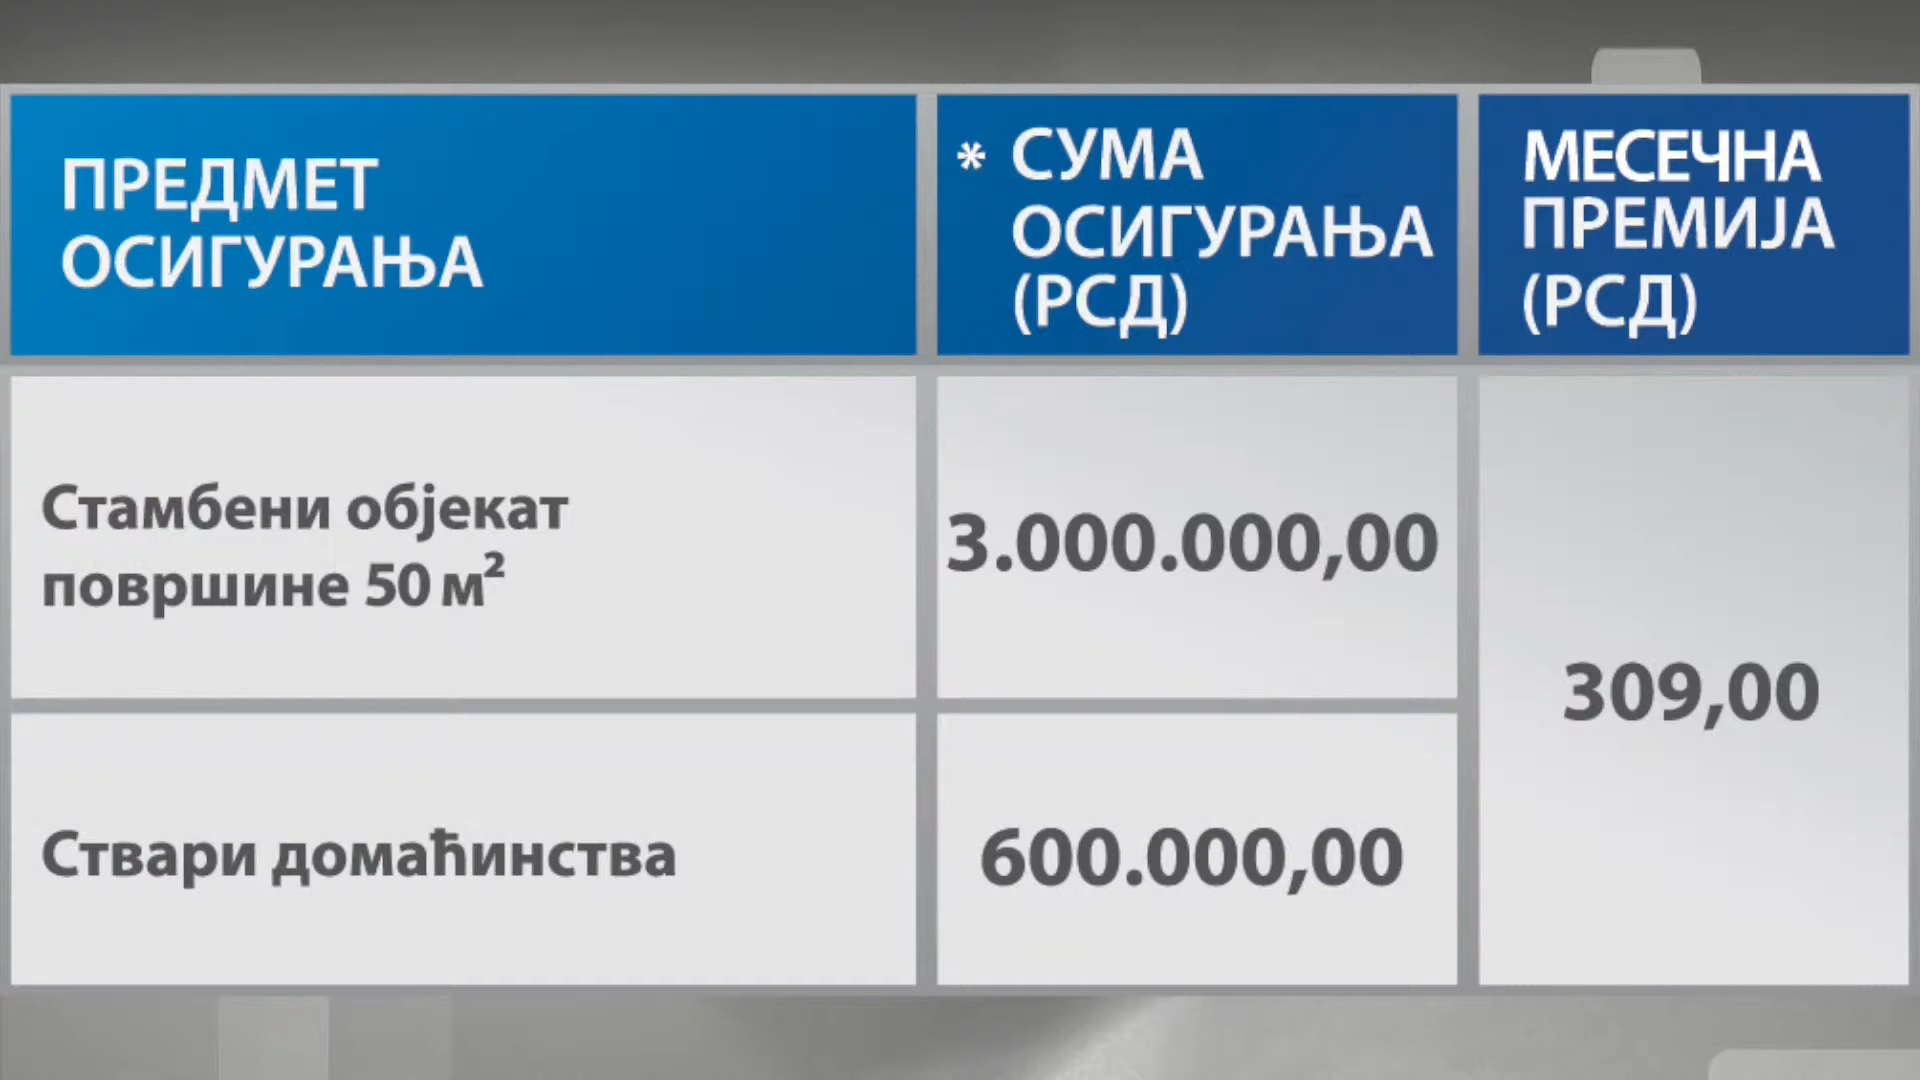 ПРЕДМЕТ
ОСИГУРАЊА
* СУМА
ОСИГУРАЊА
(РСД)
МЕСЕЧНА
ПРЕМИЈА
(РСД)
Стамбени објекат
површине 50 м²
3.000.000,00
309,00
Ствари домаћинства
600.000,00